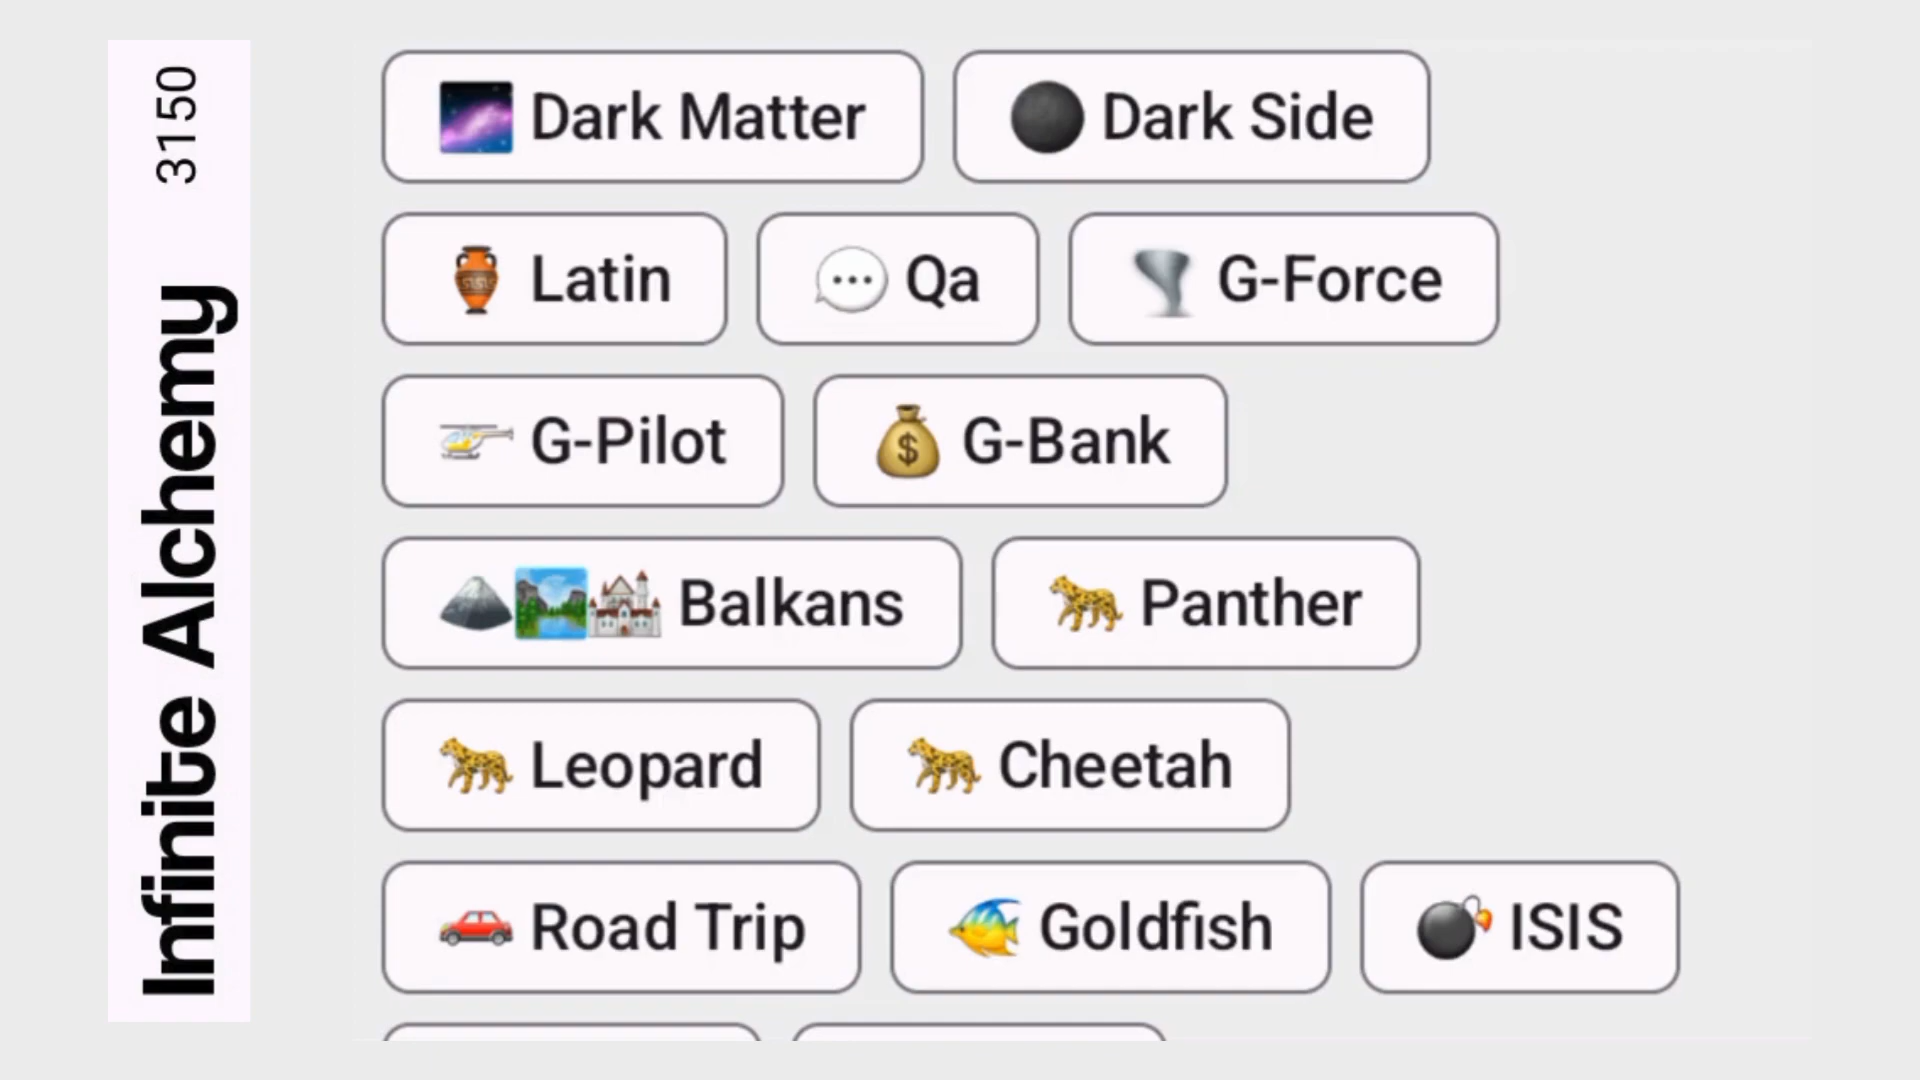 Infinite Alchemy 3150
Dark Matter Dark Side
Latin Qa G-Force
G-Pilot G-Bank
Balkans Panther
Leopard Cheetah
Road Trip Goldfish ISIS